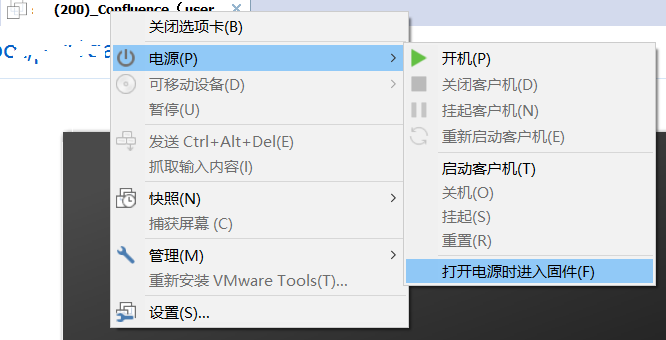 (200)_Confluence（user
关闭选项卡(B)
电源(P)
可移动设备(D)
暂停(U)
发送 Ctrl+Alt+Del(E)
抓取输入内容(I)
快照(N)
捕获屏幕 (C)
管理(M)
重新安装 VMware Tools(T)...
设置(S)...
开机(P)
关闭客户机(D)
挂起客户机(N)
重新启动客户机(E)
启动客户机(T)
关机(O)
挂起(S)
重置(R)
打开电源时进入固件(F)